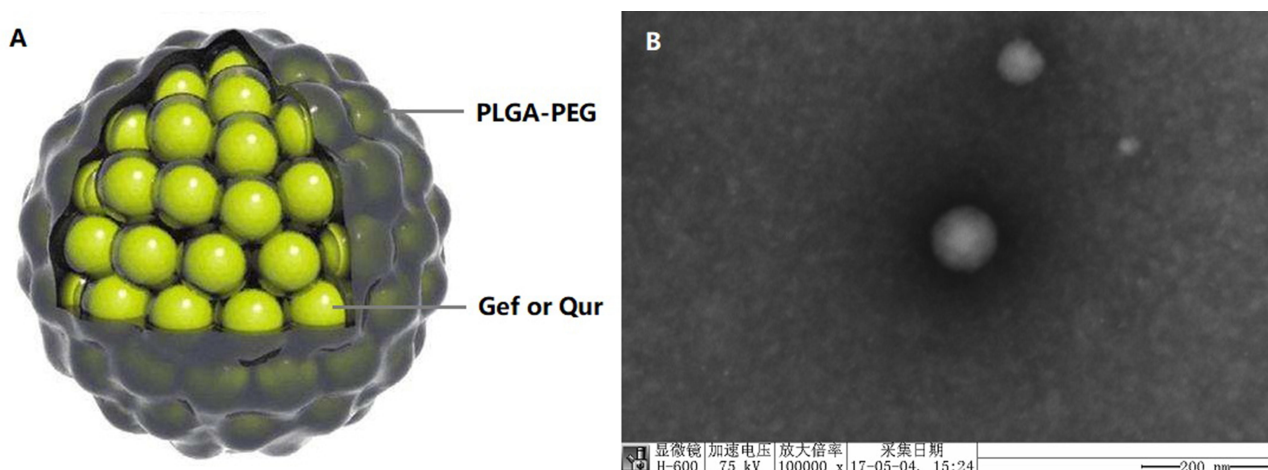 A
PLGA-PEG
Gef or Qur
B
显微镜 加速电压 放大倍率 采集日期
H-600 75 kV 100000 x 17-05-04, 15:24
200 nm